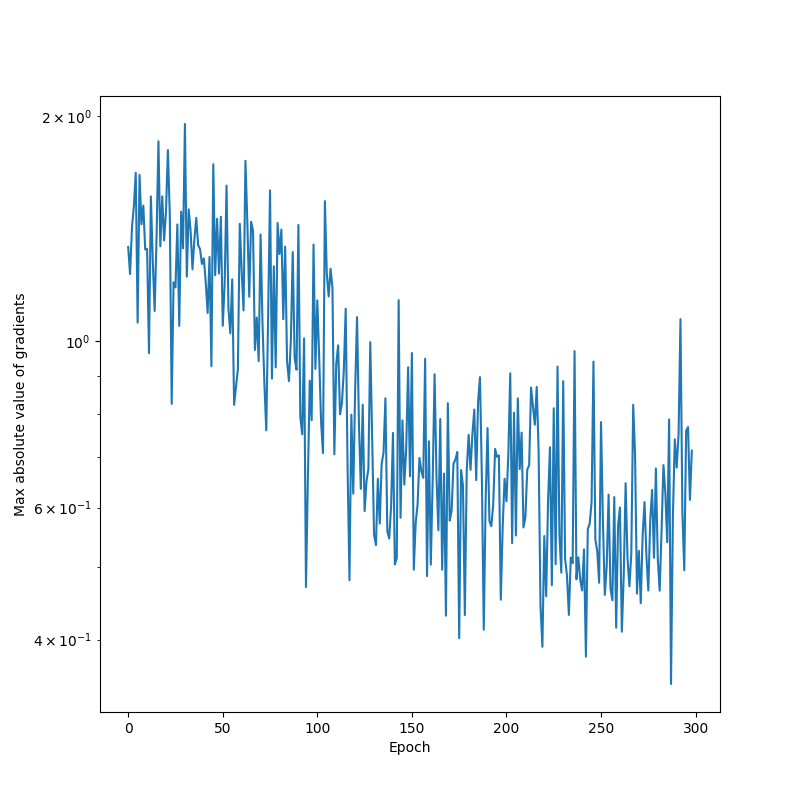 Max absolute value of gradients
2 × 10⁰
10⁰
6 × 10⁻¹
4 × 10⁻¹
0 50 100 150 200 250 300
Epoch